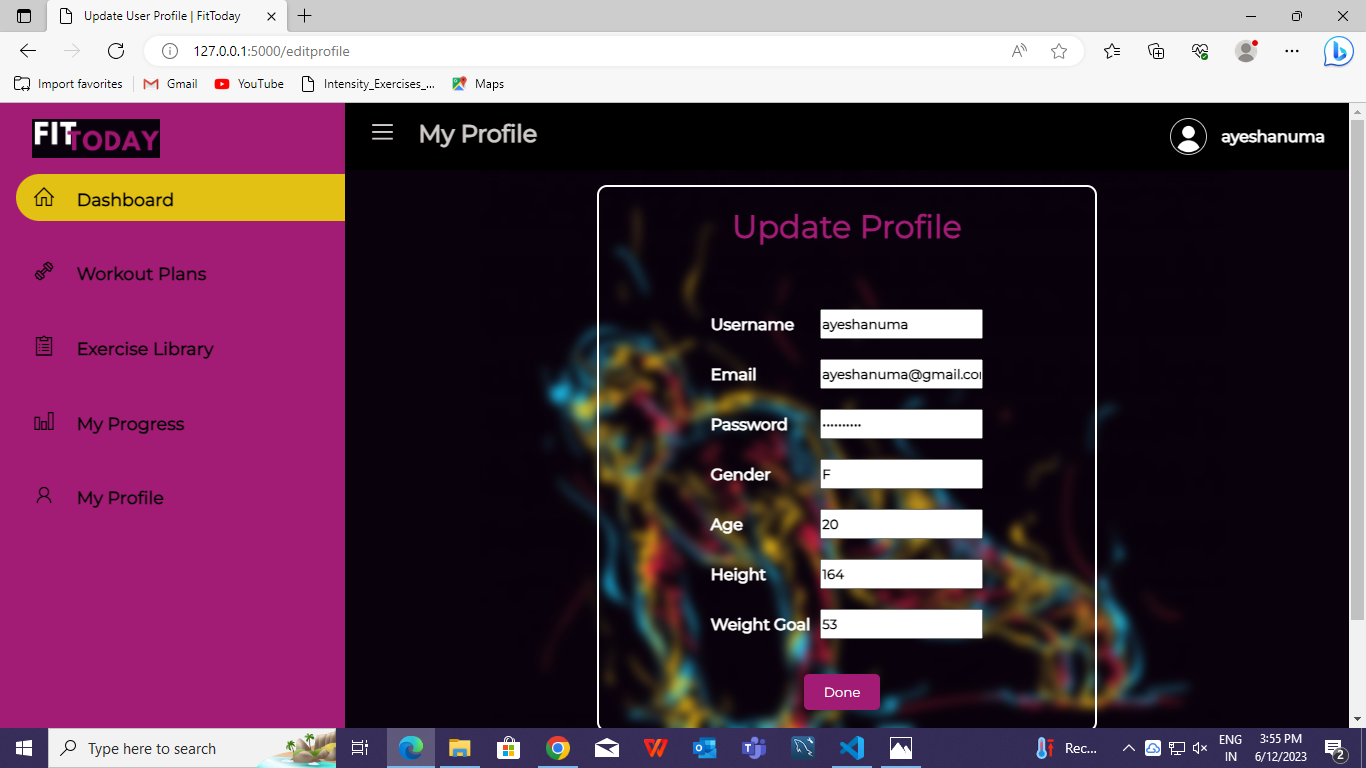 Update User Profile | FitToday
127.0.0.1:5000/editprofile
Import favorites
Gmail
YouTube
Intensity_Exercises_...
Maps
FITTODAY
My Profile
ayeshanuma
Dashboard
Workout Plans
Exercise Library
My Progress
My Profile
Update Profile
Username ayeshanuma
Email ayeshanuma@gmail.co
Password ••••••••••
Gender F
Age 20
Height 164
Weight Goal 53
Done
Type here to search
Rec...
ENG
IN
3:55 PM
6/12/2023
2